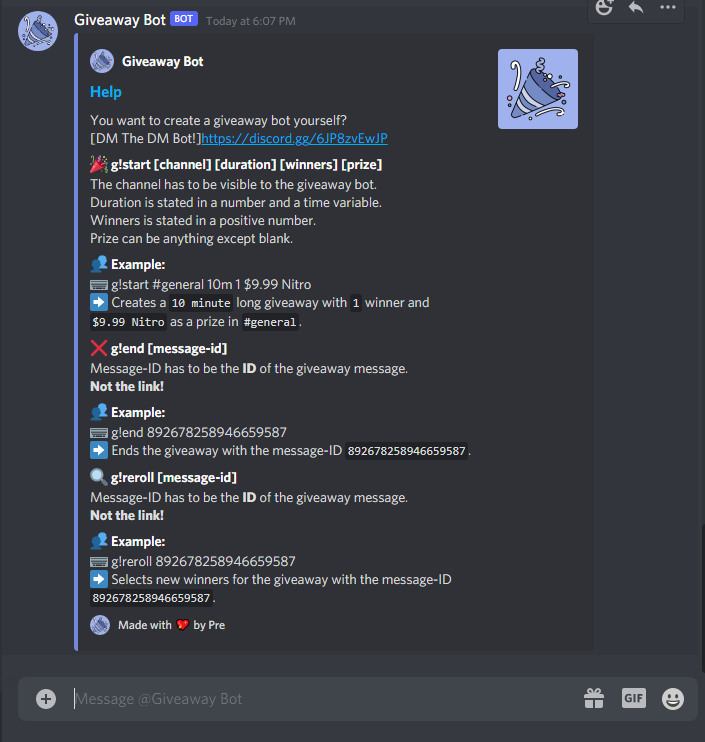 Giveaway Bot BOT Today at 6:07 PM
Giveaway Bot
Help
You want to create a giveaway bot yourself?
[DM The DM Bot!]https://discord.gg/6JP8zvEwJP
g!start [channel] [duration] [winners] [prize]
The channel has to be visible to the giveaway bot.
Duration is stated in a number and a time variable.
Winners is stated in a positive number.
Prize can be anything except blank.
Example:
g!start #general 10m 1 $9.99 Nitro
Creates a 10 minute long giveaway with 1 winner and
$9.99 Nitro as a prize in #general.
g!end [message-id]
Message-ID has to be the ID of the giveaway message.
Not the link!
Example:
g!end 892678258946659587
Ends the giveaway with the message-ID 892678258946659587.
g!reroll [message-id]
Message-ID has to be the ID of the giveaway message.
Not the link!
Example:
g!reroll 892678258946659587
Selects new winners for the giveaway with the message-ID
892678258946659587.
Made with by Pre
Message @Giveaway Bot
GIF